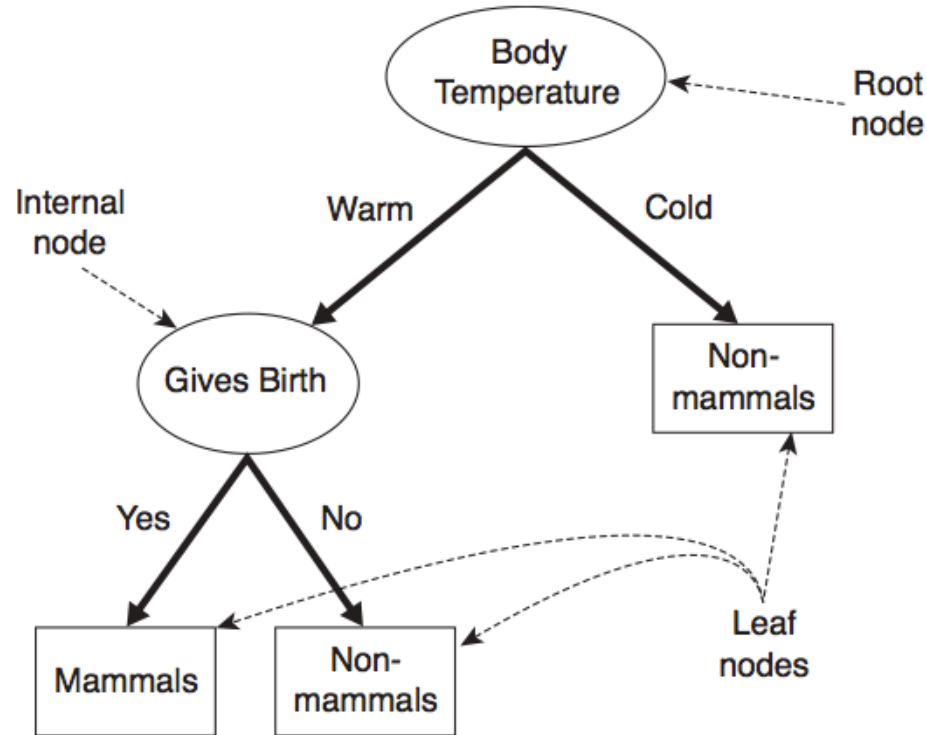 Body
Temperature
Root
node
Internal
node
Warm
Cold
Gives Birth
Non-
mammals
Yes
No
Mammals
Non-
mammals
Leaf
nodes